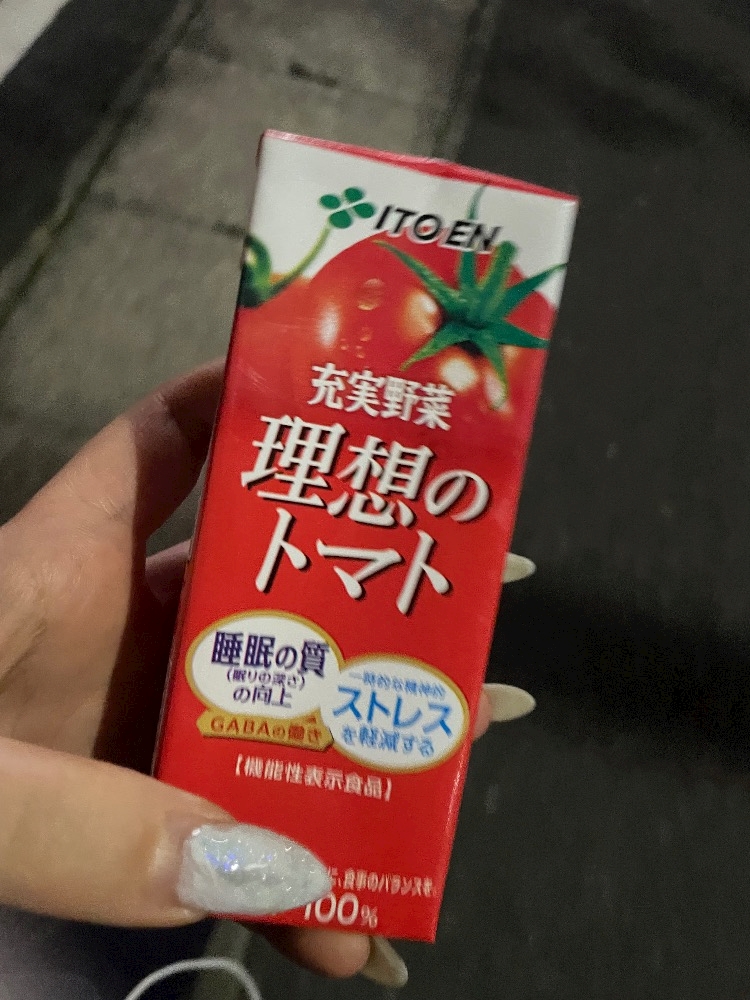 ITO EN
充実野菜
理想の
トマト
睡眠の質
(眠りの深さ)
の向上
GABAの働き
一時的な精神的
ストレス
を軽減する
【機能性表示食品】
に、食事のバランスを。
100%